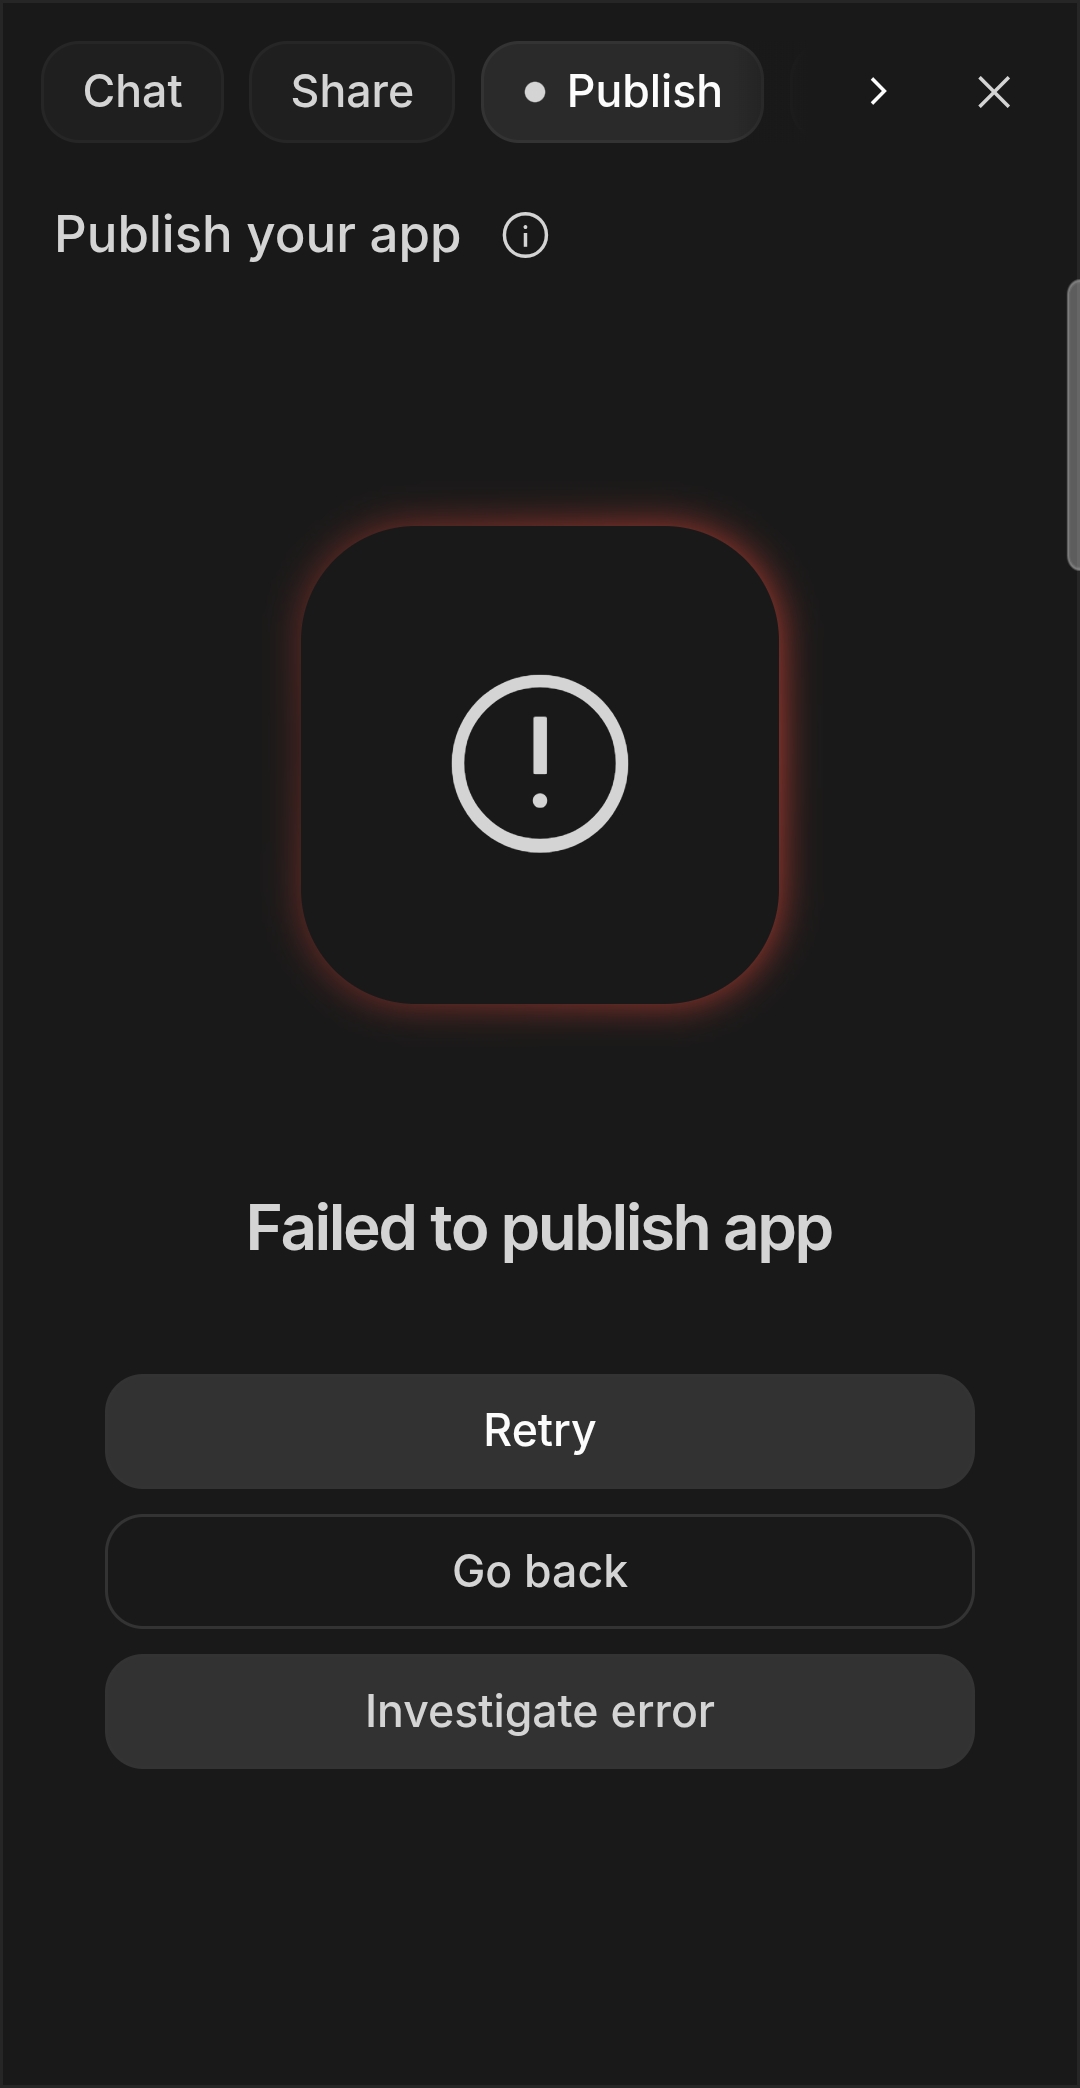 Chat
Share
Publish
Publish your app
Failed to publish app
Retry
Go back
Investigate error